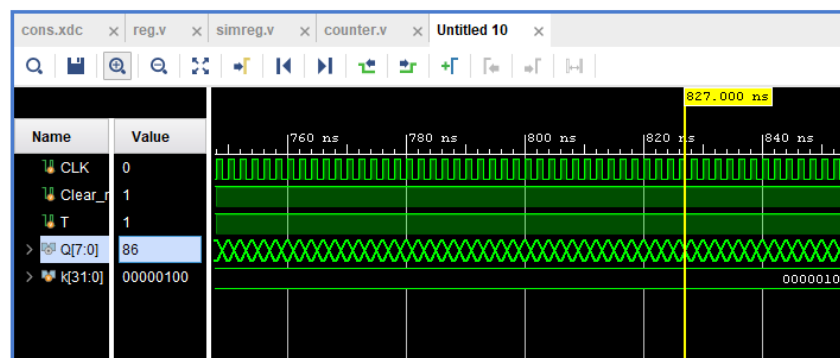 cons.xdc × reg.v × simreg.v × counter.v × Untitled 10 ×
827.000 ns
Name Value
760 ns 780 ns 800 ns 820 ns 840 ns
CLK 0
Clear_r 1
T 1
Q[7:0] 86
k[31:0] 00000100 0000010